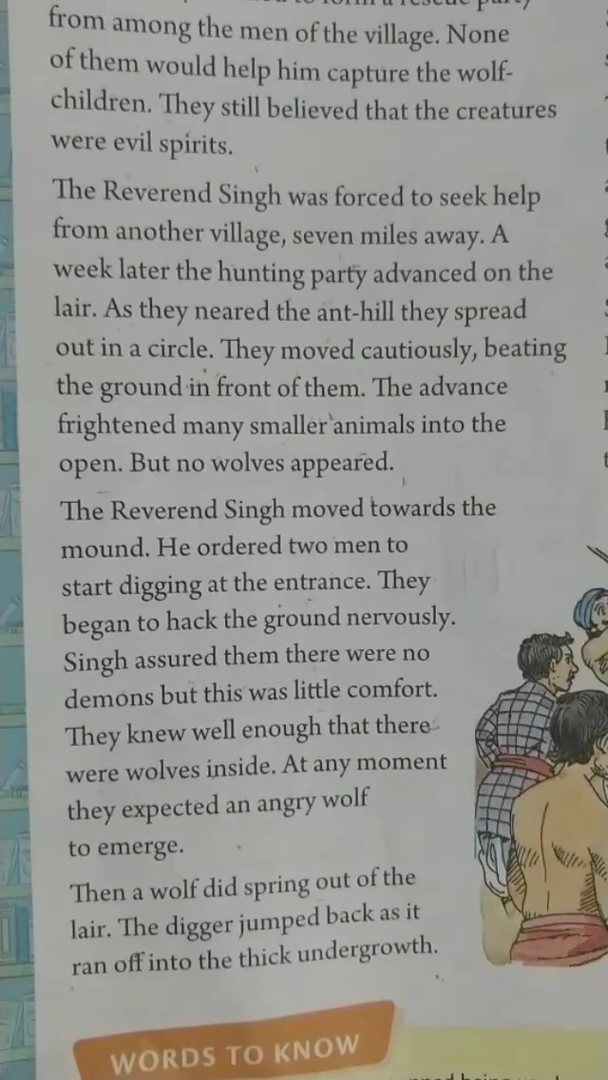 from among the men of the village. None
of them would help him capture the wolf-
children. They still believed that the creatures
were evil spirits.
The Reverend Singh was forced to seek help
from another village, seven miles away. A
week later the hunting party advanced on the
lair. As they neared the ant-hill they spread
out in a circle. They moved cautiously, beating
the ground in front of them. The advance
frightened many smaller animals into the
open. But no wolves appeared.
The Reverend Singh moved towards the
mound. He ordered two men to
start digging at the entrance. They
began to hack the ground nervously.
Singh assured them there were no
demons but this was little comfort.
They knew well enough that there
were wolves inside. At any moment
they expected an angry wolf
to emerge.
Then a wolf did spring out of the
lair. The digger jumped back as it
ran off into the thick undergrowth.
WORDS TO KNOW